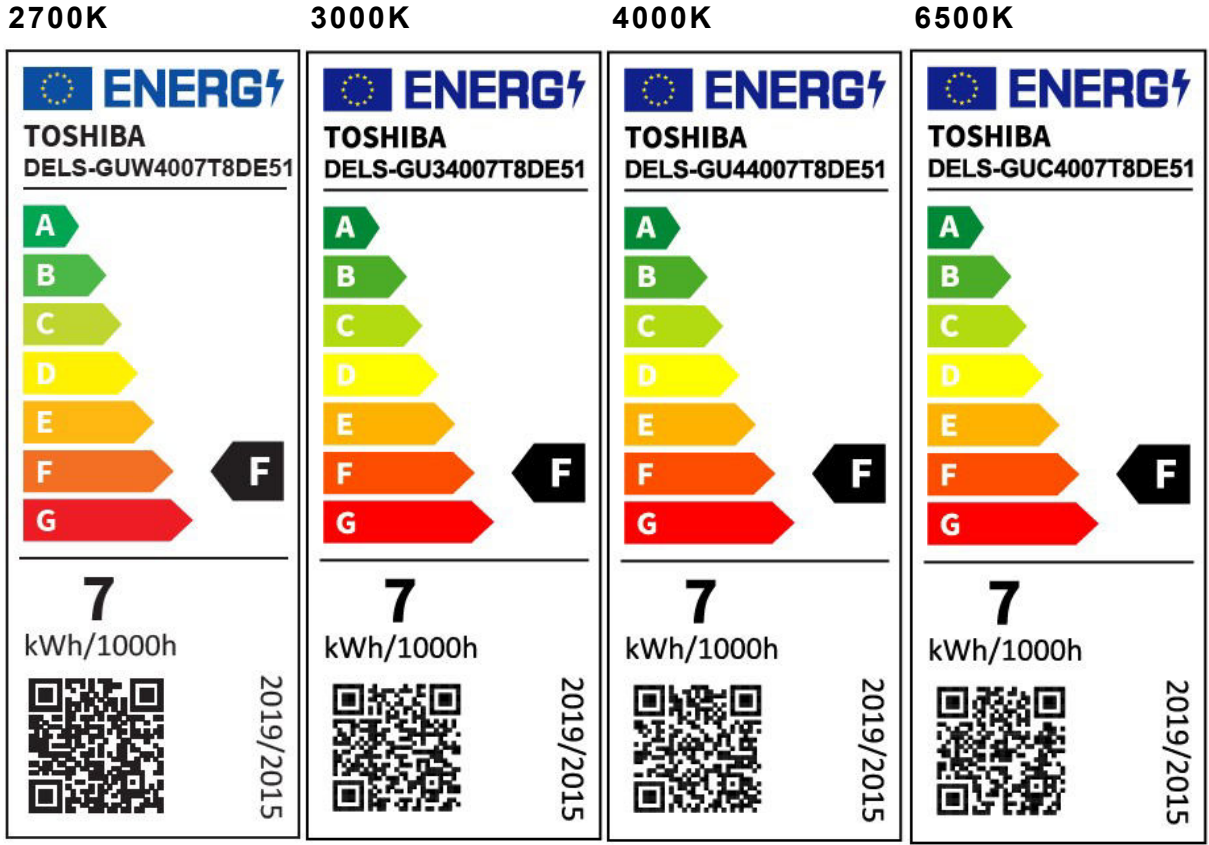 2700K
ENERG
TOSHIBA
DELS-GUW4007T8DE51
A
B
C
D
E
F
F
G
7
kWh/1000h
2019/2015
3000K
ENERG
TOSHIBA
DELS-GU34007T8DE51
A
B
C
D
E
F
F
G
7
kWh/1000h
2019/2015
4000K
ENERG
TOSHIBA
DELS-GU44007T8DE51
A
B
C
D
E
F
F
G
7
kWh/1000h
2019/2015
6500K
ENERG
TOSHIBA
DELS-GUC4007T8DE51
A
B
C
D
E
F
F
G
7
kWh/1000h
2019/2015